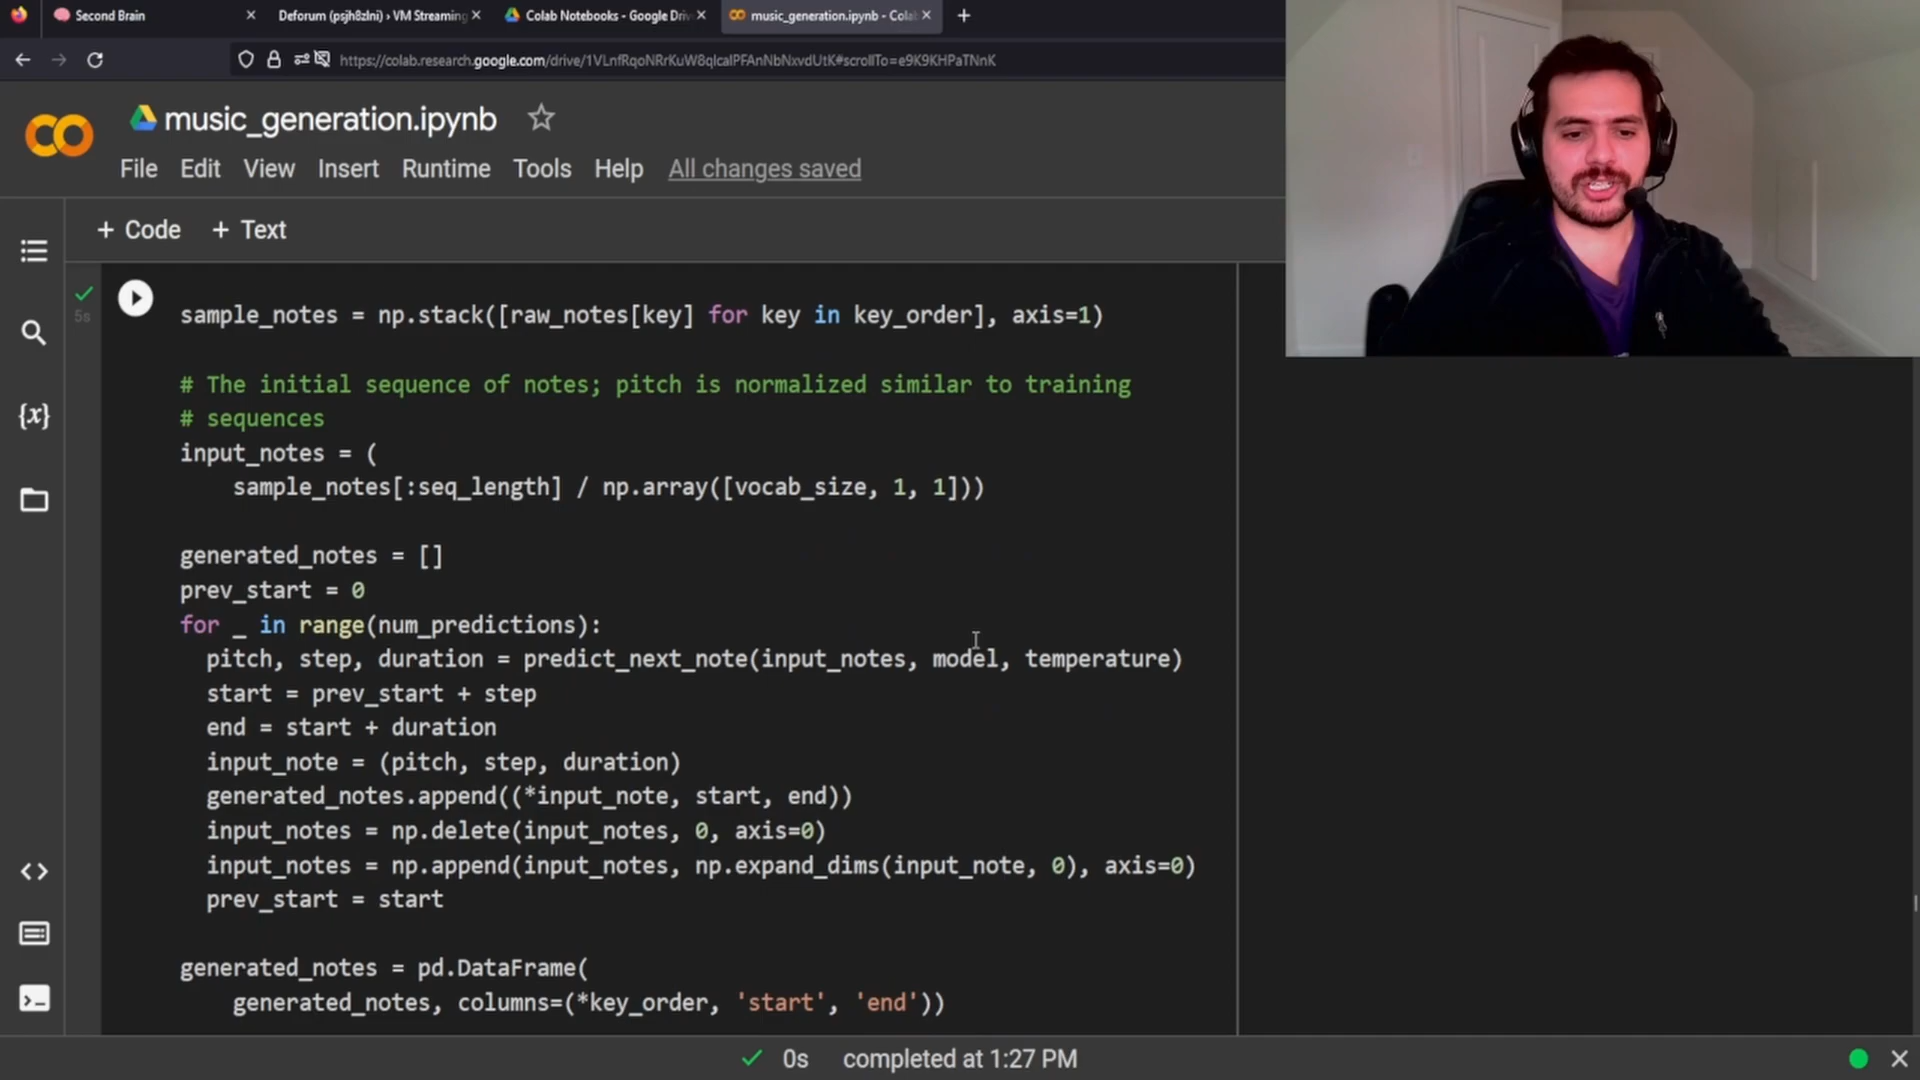 Second Brain
Deforum (psjh8zlni) › VM Streaming
Colab Notebooks - Google Driv
music_generation.ipynb - Cola
https://colab.research.google.com/drive/1VLnfRqoNRrKuW8qIcalPFAnNbNxvdUtK#scrollTo=e9K9KHPaTNnK
music_generation.ipynb
File Edit View Insert Runtime Tools Help All changes saved
+ Code + Text
5s
sample_notes = np.stack([raw_notes[key] for key in key_order], axis=1)
# The initial sequence of notes; pitch is normalized similar to training
# sequences
input_notes = (
sample_notes[:seq_length] / np.array([vocab_size, 1, 1]))
generated_notes = []
prev_start = 0
for _ in range(num_predictions):
pitch, step, duration = predict_next_note(input_notes, model, temperature)
start = prev_start + step
end = start + duration
input_note = (pitch, step, duration)
generated_notes.append((*input_note, start, end))
input_notes = np.delete(input_notes, 0, axis=0)
input_notes = np.append(input_notes, np.expand_dims(input_note, 0), axis=0)
prev_start = start
generated_notes = pd.DataFrame(
generated_notes, columns=(*key_order, 'start', 'end'))
0s completed at 1:27 PM